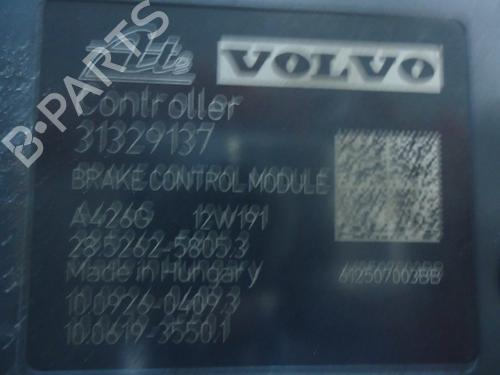 Ate VOLVO
Controller
31329137
BRAKE CONTROL MODULE
A426G 12W191
28.5262-5805.3
Made in Hungary 612507003BB
10.0926-0409.3
10.0619-3550.1
B-PARTS